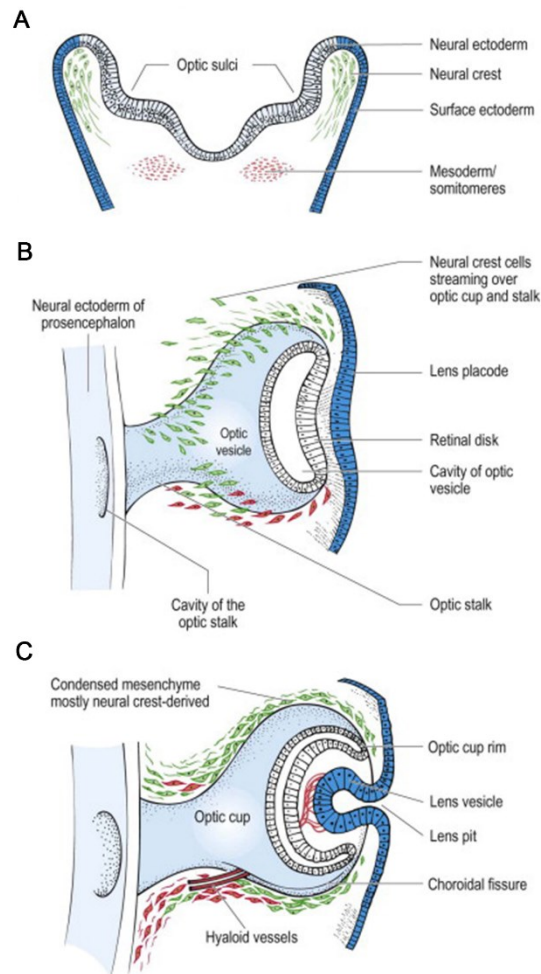 A
Optic sulci
Neural ectoderm
Neural crest
Surface ectoderm
Mesoderm/
somitomeres
B
Neural crest cells
streaming over
optic cup and stalk
Neural ectoderm of
prosencephalon
Lens placode
Optic
vesicle
Retinal disk
Cavity of optic
vesicle
Cavity of the
optic stalk
Optic stalk
C
Condensed mesenchyme
mostly neural crest-derived
Optic cup rim
Optic cup
Lens vesicle
Lens pit
Choroidal fissure
Hyaloid vessels